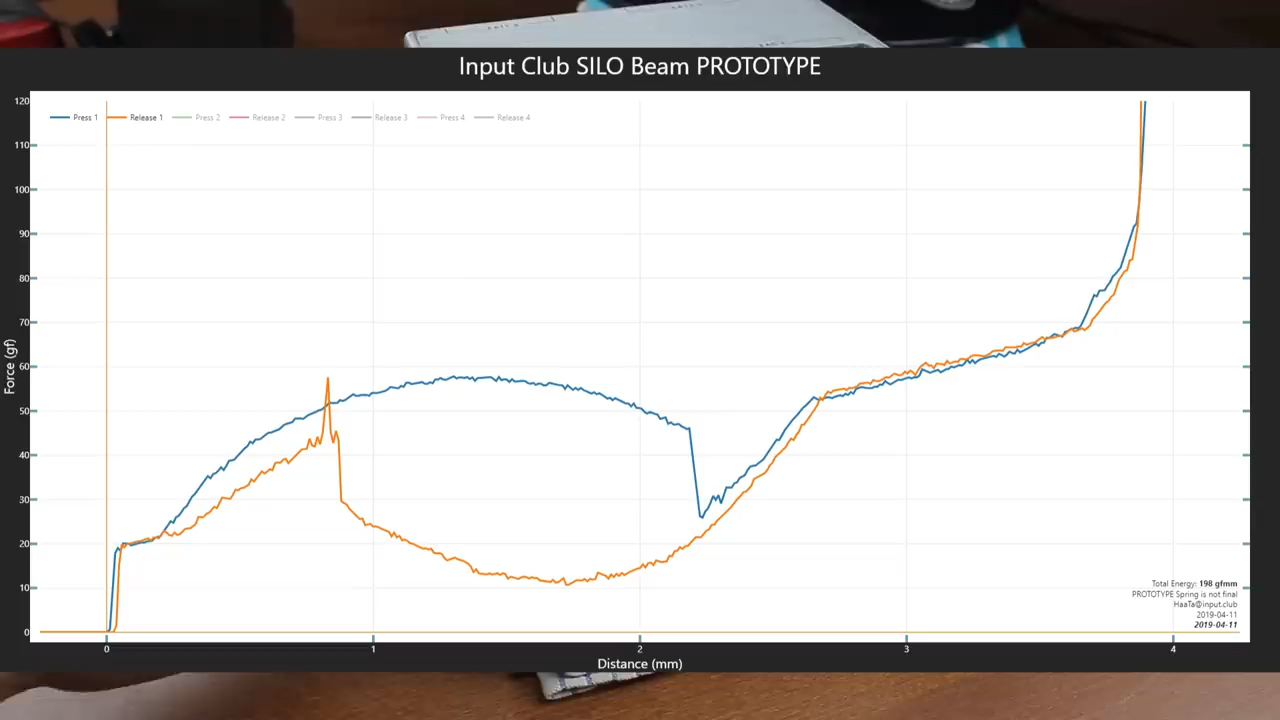 Input Club SILO Beam PROTOTYPE
Press 1 Release 1 Press 2 Release 2 Press 3 Release 3 Press 4 Release 4
120
110
100
90
80
70
60
50
40
30
20
10
0
Force (gf)
Total Energy: 198 gfmm
PROTOTYPE Spring is not final
HaaTa@input.club
2019-04-11
2019-04-11
0 1 2 3 4
Distance (mm)